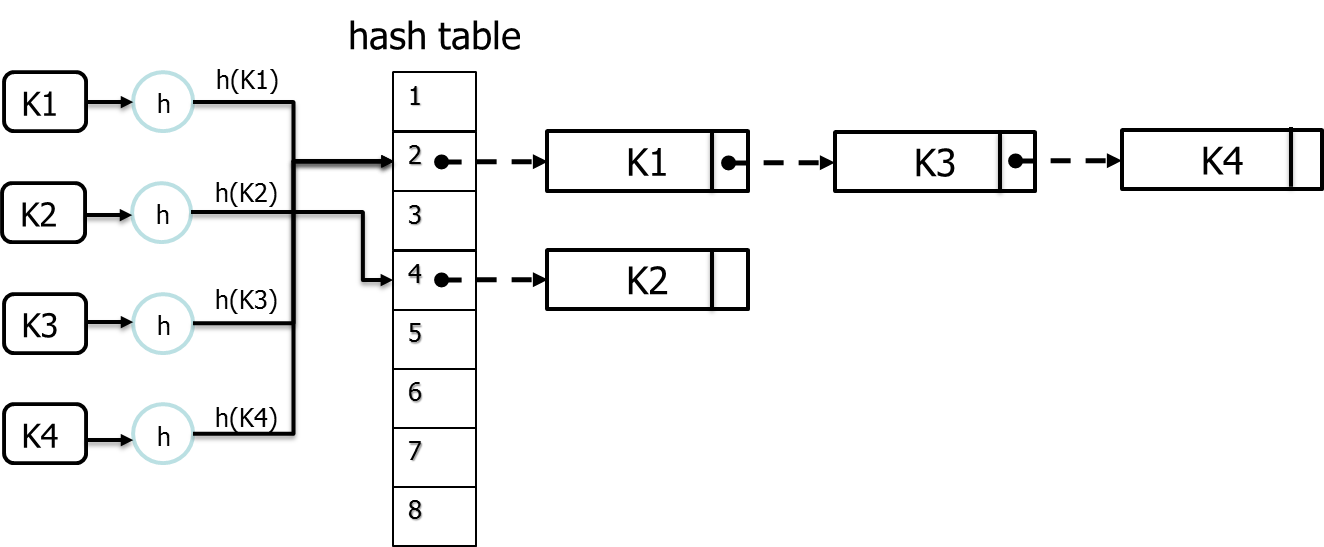 hash table
K1
h
h(K1)
1
2
K1
K3
K4
K2
h
h(K2)
3
4
K2
K3
h
h(K3)
5
6
K4
h
h(K4)
7
8